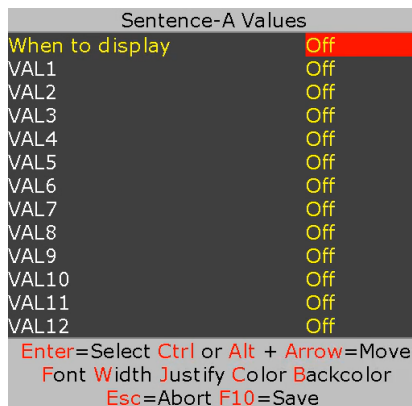 Sentence-A Values
When to display Off
VAL1 Off
VAL2 Off
VAL3 Off
VAL4 Off
VAL5 Off
VAL6 Off
VAL7 Off
VAL8 Off
VAL9 Off
VAL10 Off
VAL11 Off
VAL12 Off
Enter=Select Ctrl or Alt + Arrow=Move
Font Width Justify Color Backcolor
Esc=Abort F10=Save